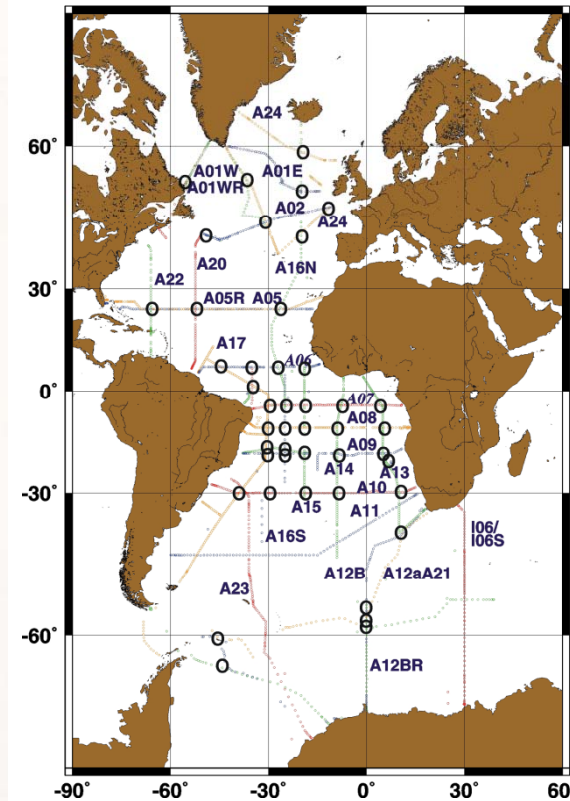 A24
60˚
A01W
A01E
A01WR
A02
A24
A20
A22
A16N
30˚
A05R A05
A17
A06
0˚
A07
A08
A09
A14
A13
-30˚
A10
A15
A11
I06/
I06S
A16S
A12B
A12aA21
A23
-60˚
A12BR
-90˚
-60˚
-30˚
0˚
30˚
60˚